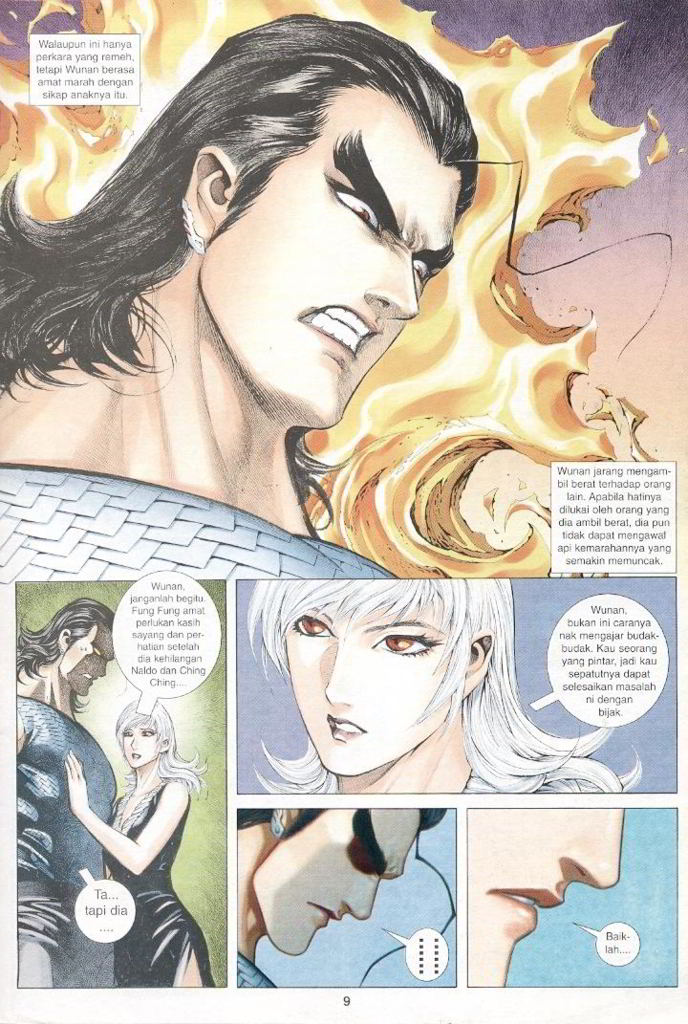 Walaupun ini hanya
perkara yang remeh,
tetapi Wunan berasa
amat marah dengan
sikap anaknya itu.
Wunan jarang mengam-
bil berat terhadap orang
lain. Apabila hatinya
dilukai oleh orang yang
dia ambil berat, dia pun
tidak dapat mengawal
api kemarahannya yang
semakin memuncak.
Wunan,
janganlah begitu.
Fung Fung amat
perlukan kasih
sayang dan per-
hatian setelah
dia kehilangan
Naldo dan Ching
Ching....
Ta...
tapi dia
....
Wunan,
bukan ini caranya
nak mengajar budak-
budak. Kau seorang
yang pintar, jadi kau
sepatutnya dapat
selesaikan masalah
ni dengan
bijak.
Baik-
lah....
9